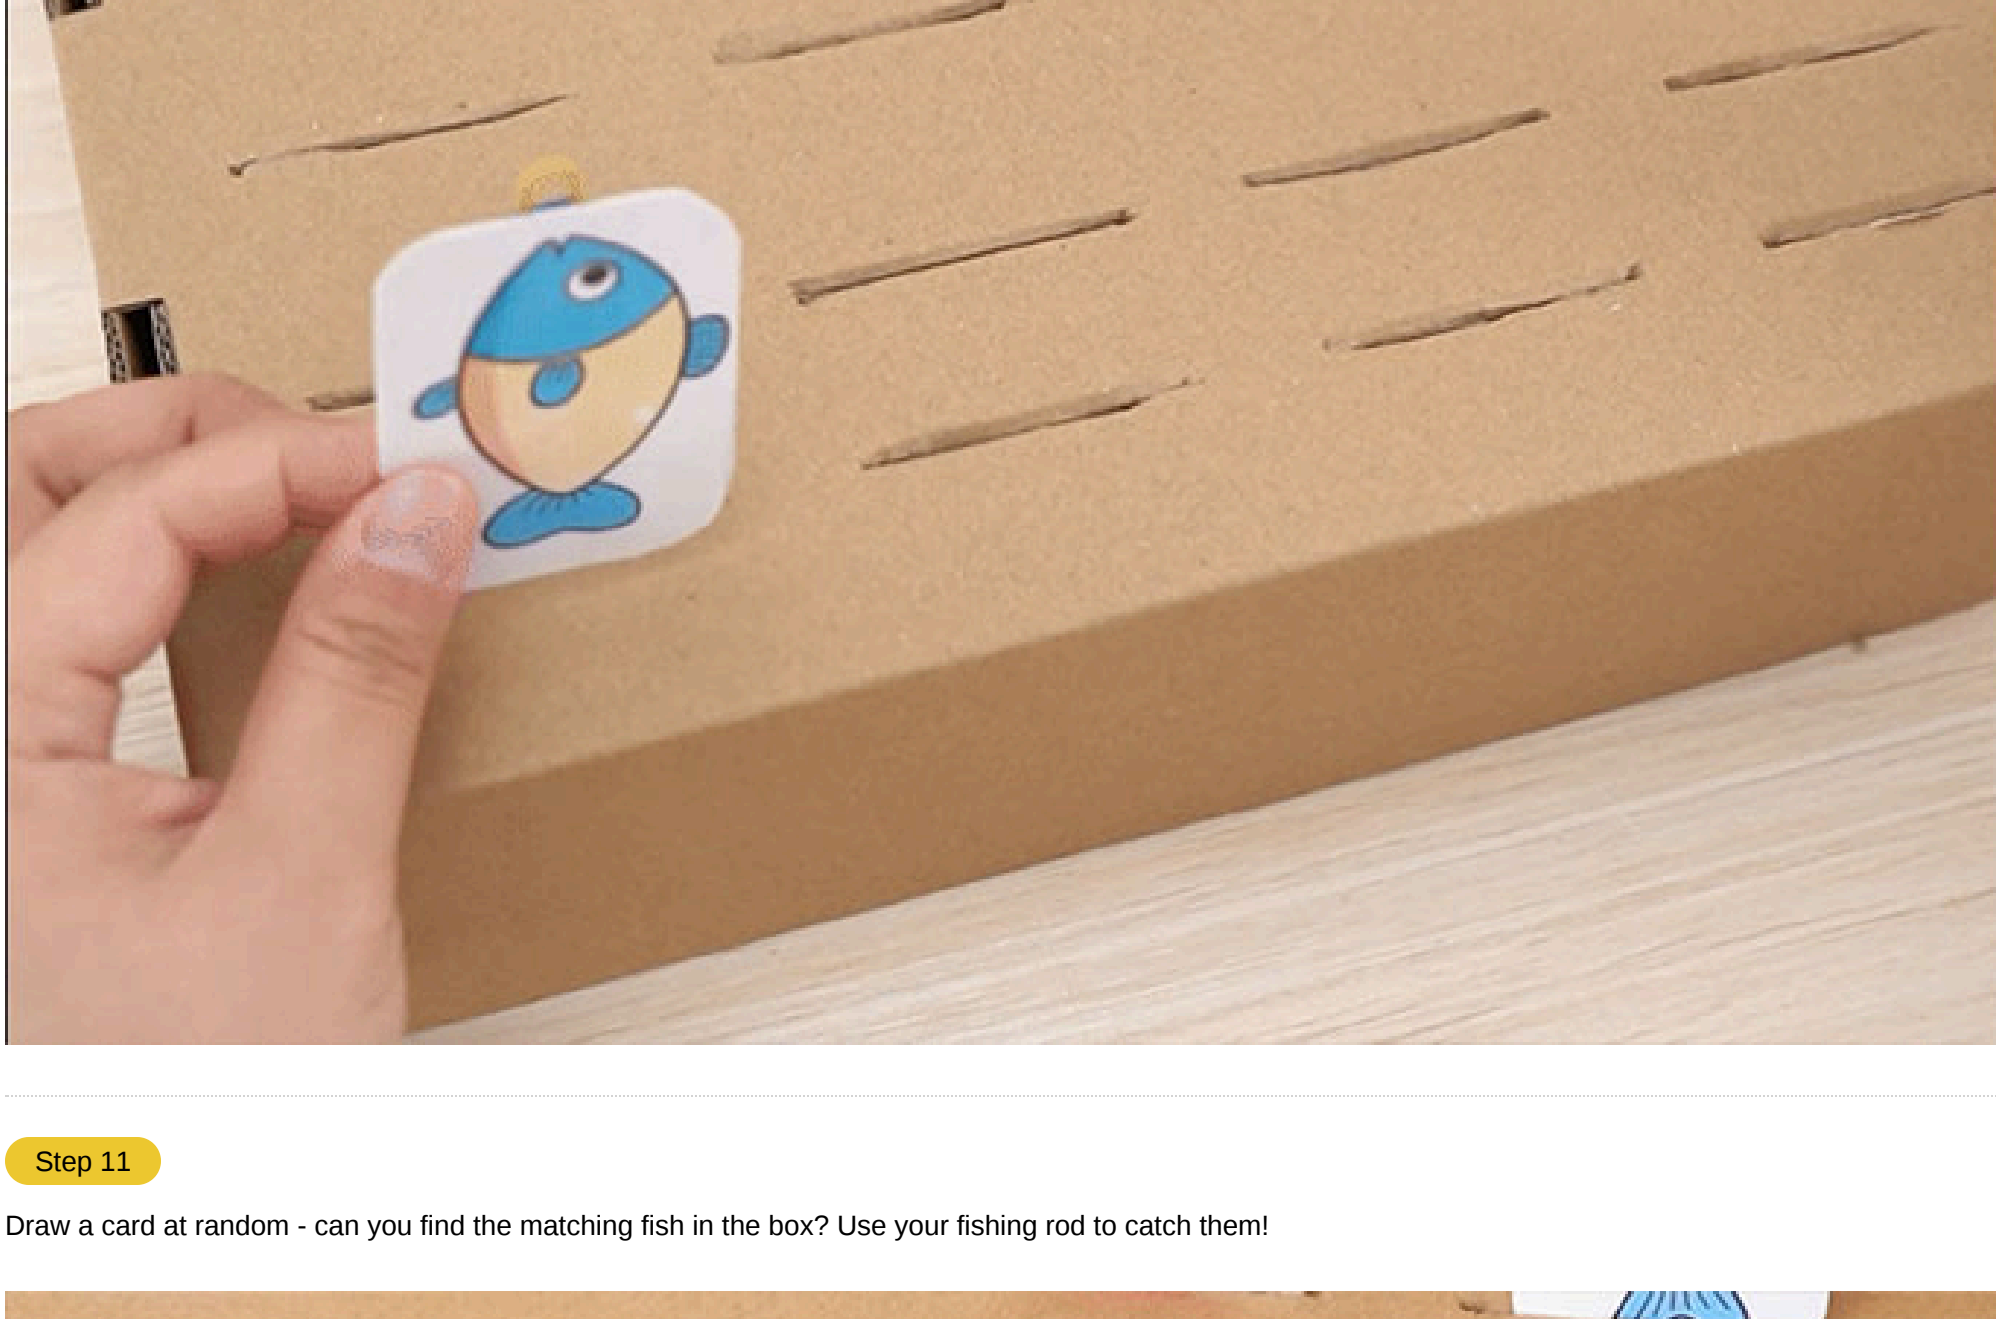 Step 11
Draw a card at random - can you find the matching fish in the box? Use your fishing rod to catch them!